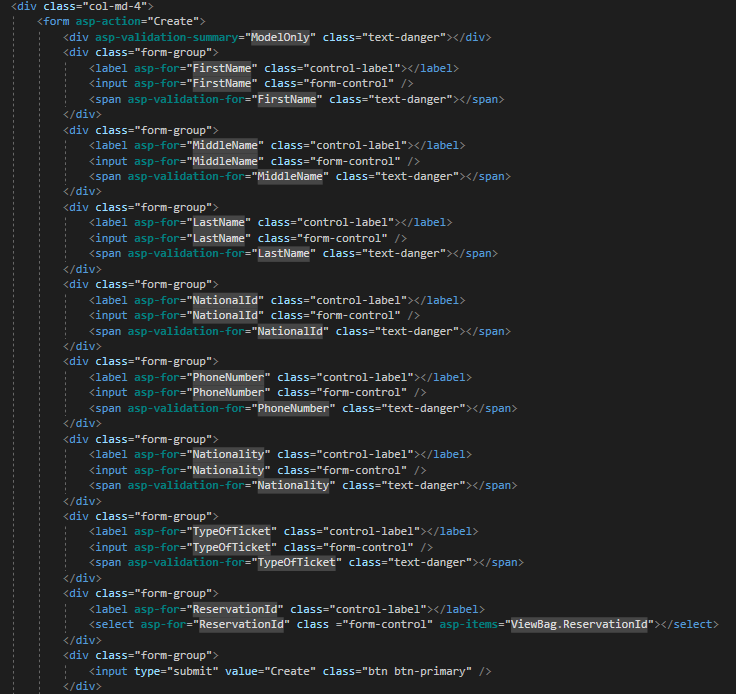 <div class="col-md-4">
<form asp-action="Create">
<div asp-validation-summary="ModelOnly" class="text-danger"></div>
<div class="form-group">
<label asp-for="FirstName" class="control-label"></label>
<input asp-for="FirstName" class="form-control" />
<span asp-validation-for="FirstName" class="text-danger"></span>
</div>
<div class="form-group">
<label asp-for="MiddleName" class="control-label"></label>
<input asp-for="MiddleName" class="form-control" />
<span asp-validation-for="MiddleName" class="text-danger"></span>
</div>
<div class="form-group">
<label asp-for="LastName" class="control-label"></label>
<input asp-for="LastName" class="form-control" />
<span asp-validation-for="LastName" class="text-danger"></span>
</div>
<div class="form-group">
<label asp-for="NationalId" class="control-label"></label>
<input asp-for="NationalId" class="form-control" />
<span asp-validation-for="NationalId" class="text-danger"></span>
</div>
<div class="form-group">
<label asp-for="PhoneNumber" class="control-label"></label>
<input asp-for="PhoneNumber" class="form-control" />
<span asp-validation-for="PhoneNumber" class="text-danger"></span>
</div>
<div class="form-group">
<label asp-for="Nationality" class="control-label"></label>
<input asp-for="Nationality" class="form-control" />
<span asp-validation-for="Nationality" class="text-danger"></span>
</div>
<div class="form-group">
<label asp-for="TypeOfTicket" class="control-label"></label>
<input asp-for="TypeOfTicket" class="form-control" />
<span asp-validation-for="TypeOfTicket" class="text-danger"></span>
</div>
<div class="form-group">
<label asp-for="ReservationId" class="control-label"></label>
<select asp-for="ReservationId" class ="form-control" asp-items="ViewBag.ReservationId"></select>
</div>
<div class="form-group">
<input type="submit" value="Create" class="btn btn-primary" />
</div>